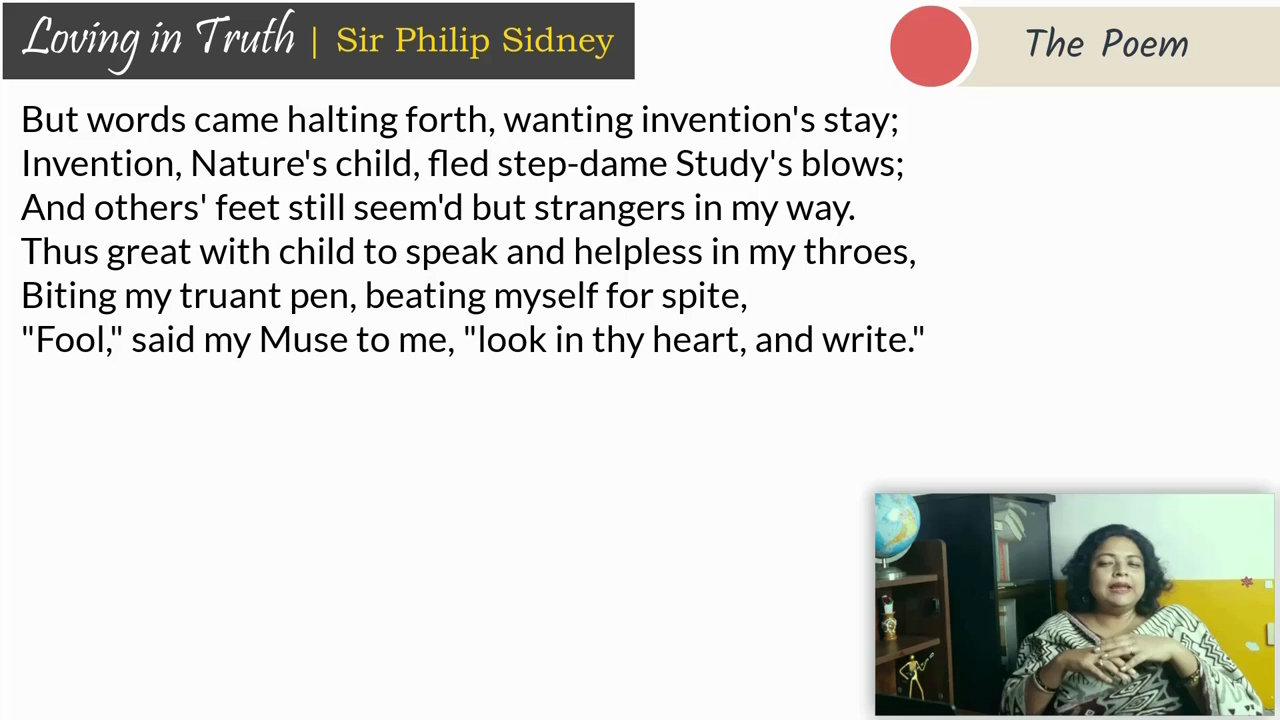 Loving in Truth | Sir Philip Sidney
The Poem
But words came halting forth, wanting invention's stay;
Invention, Nature's child, fled step-dame Study's blows;
And others' feet still seem'd but strangers in my way.
Thus great with child to speak and helpless in my throes,
Biting my truant pen, beating myself for spite,
"Fool," said my Muse to me, "look in thy heart, and write."